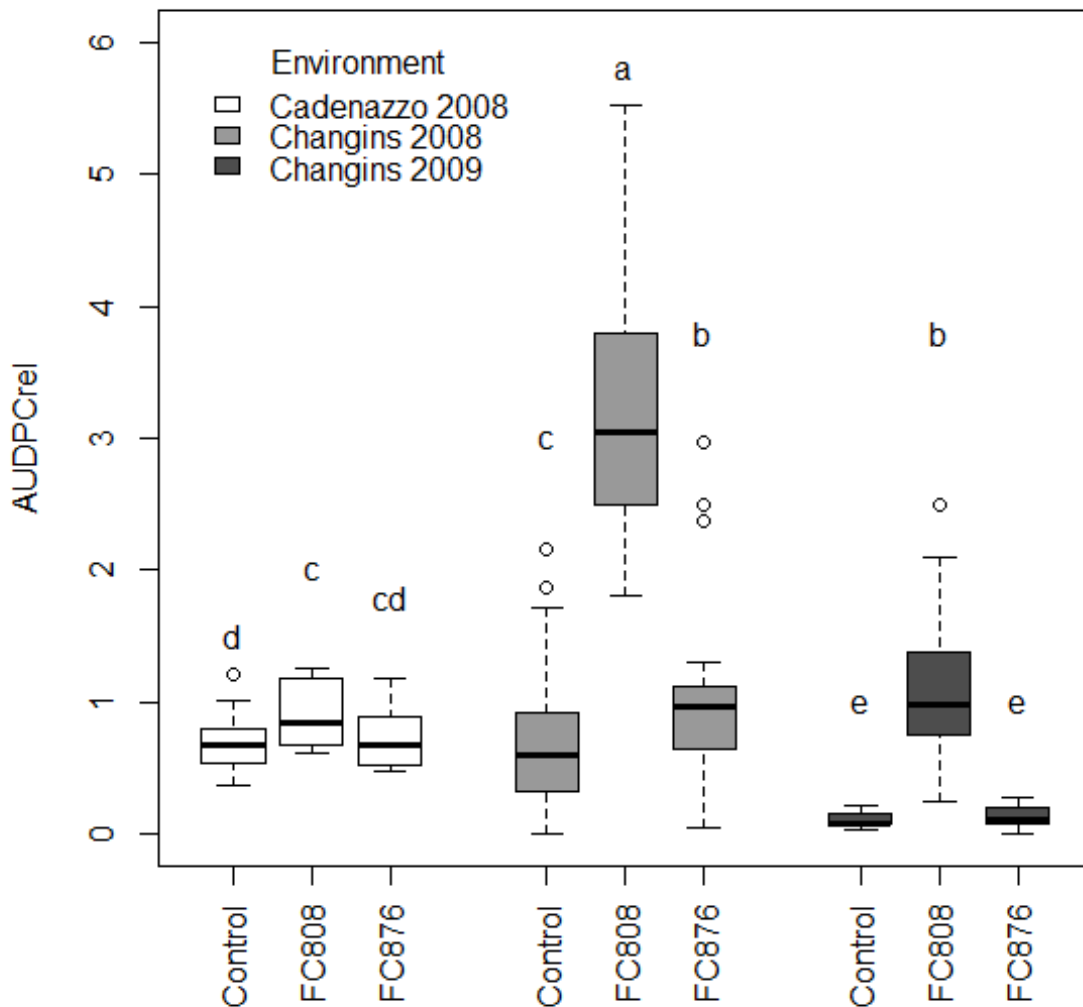 AUDPCrel
6
5
4
3
2
1
0
Environment
Cadenazzo 2008
Changins 2008
Changins 2009
d
c
cd
c
a
b
e
b
e
Control
FC808
FC876
Control
FC808
FC876
Control
FC808
FC876